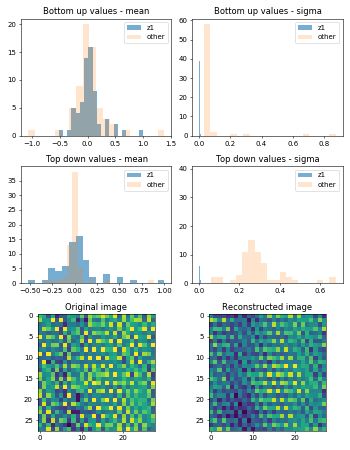 Bottom up values - mean
Bottom up values - sigma
20
15
10
5
0
z1
other
−1.0 −0.5 0.0 0.5 1.0 1.5
60
50
40
30
20
10
0
z1
other
0.0 0.2 0.4 0.6 0.8
Top down values - mean
Top down values - sigma
40
35
30
25
20
15
10
5
0
z1
other
−0.50 −0.25 0.00 0.25 0.50 0.75 1.00
40
30
20
10
0
z1
other
0.0 0.2 0.4 0.6
Original image
Reconstructed image
0
5
10
15
20
25
0 10 20
0
5
10
15
20
25
0 10 20